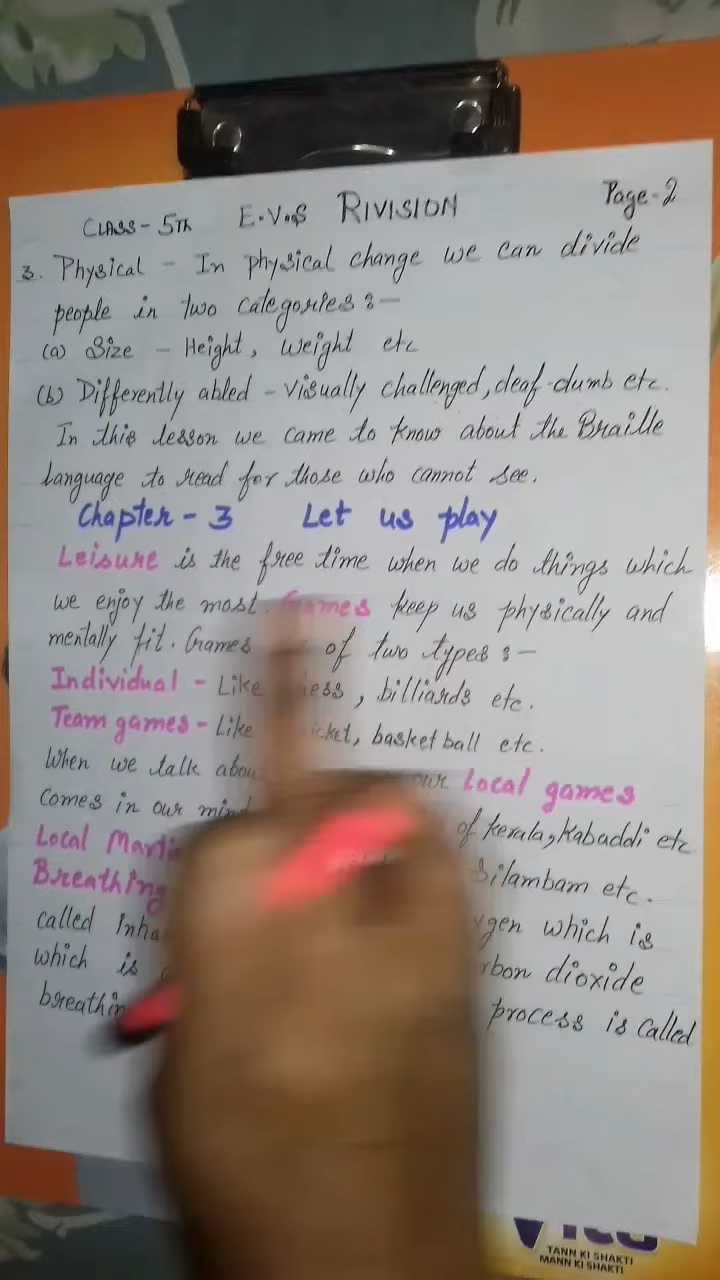 CLASS - 5TH E.V.S RIVISION Page-2
3. Physical - In physical change we can divide
people in two categories :-
(a) Size - Height, weight etc
(b) Differently abled - visually challenged, deaf-dumb etc.
In this lesson we came to know about the Braille
language to read for those who cannot see.
Chapter - 3 Let us play
Leisure is the free time when we do things which
we enjoy the most. Games keep us physically and
mentally fit. Games of two types :-
Individual - Like , billiards etc.
Team games - Like , basket ball etc.
When we talk our Local games
Comes in our mind of Kerala, Kabaddi etc
Local Silambam etc.
Breathing which is
called dioxide
which is process is called
TANN KI SHAKTI
MANN KI SHAKTI